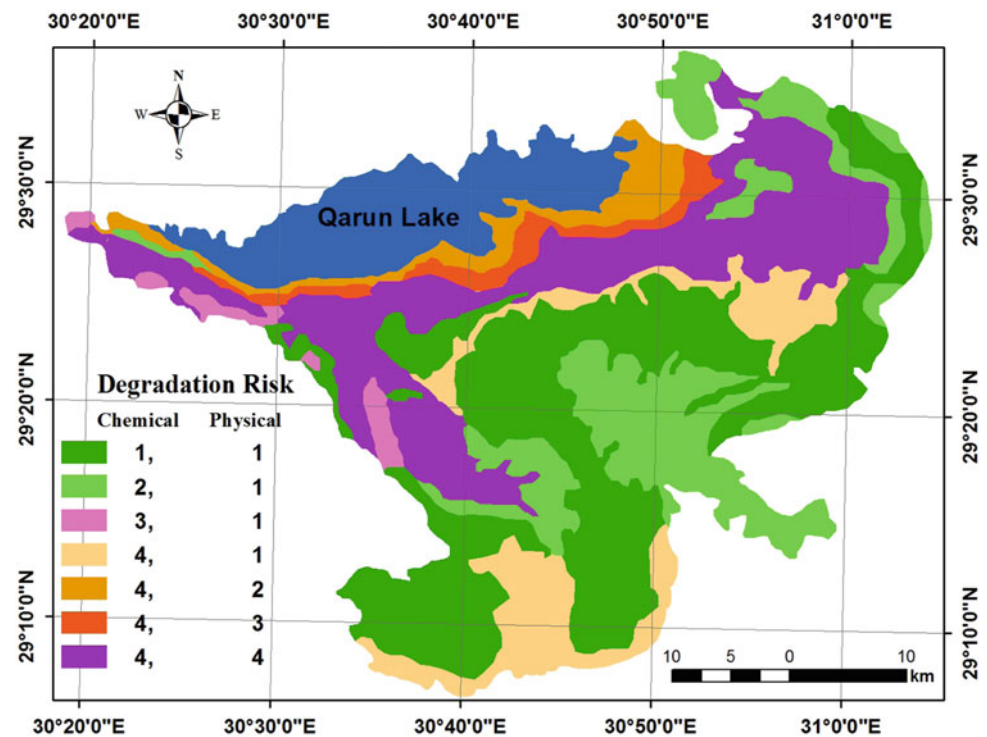 30°20'0"E 30°30'0"E 30°40'0"E 30°50'0"E 31°0'0"E
N
W E
S
29°30'0"N
29°30'0"N
Qarun Lake
29°20'0"N
29°20'0"N
Degradation Risk
Chemical Physical
1, 1
2, 1
3, 1
4, 1
4, 2
4, 3
4, 4
29°10'0"N
29°10'0"N
10 5 0 10
km
30°20'0"E 30°30'0"E 30°40'0"E 30°50'0"E 31°0'0"E